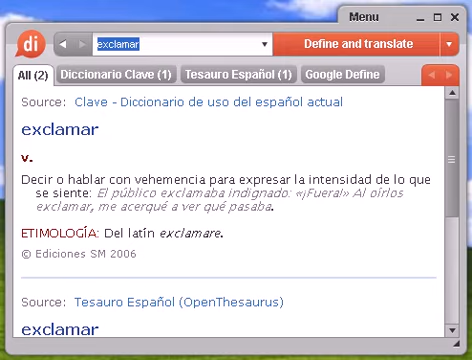 Menu
di
exclamar
Define and translate
All (2)
Diccionario Clave (1)
Tesauro Español (1)
Google Define
Source: Clave - Diccionario de uso del español actual
exclamar
v.
Decir o hablar con vehemencia para expresar la intensidad de lo que
se siente: El público exclamaba indignado: «¡Fuera!» Al oírlos
exclamar, me acerqué a ver qué pasaba.
ETIMOLOGÍA: Del latín exclamare.
© Ediciones SM 2006
Source: Tesauro Español (OpenThesaurus)
exclamar